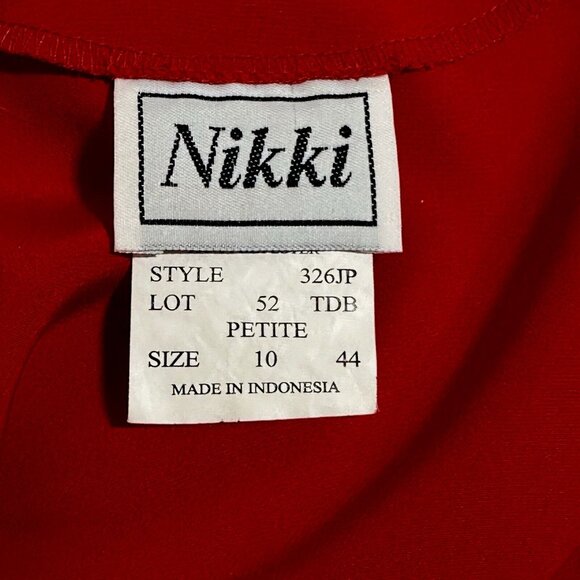 Nikki
STYLE 326JP
LOT 52 TDB
PETITE
SIZE 10 44
MADE IN INDONESIA